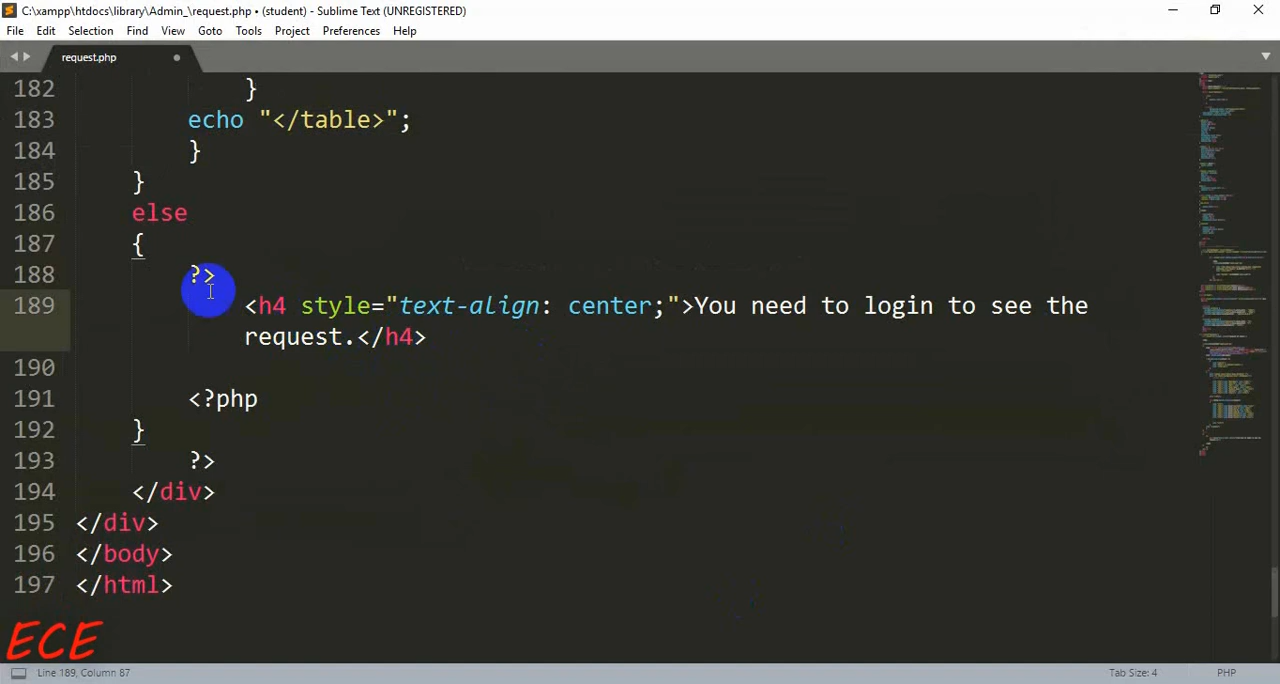 C:\xampp\htdocs\library\Admin_\request.php • (student) - Sublime Text (UNREGISTERED)
File Edit Selection Find View Goto Tools Project Preferences Help
request.php
182 }
183 echo "</table>";
184 }
185 }
186 else
187 {
188 ?>
189 <h4 style="text-align: center;">You need to login to see the
request.</h4>
190
191 <?php
192 }
193 ?>
194 </div>
195 </div>
196 </body>
197 </html>
ECE
Line 189, Column 87 Tab Size: 4 PHP